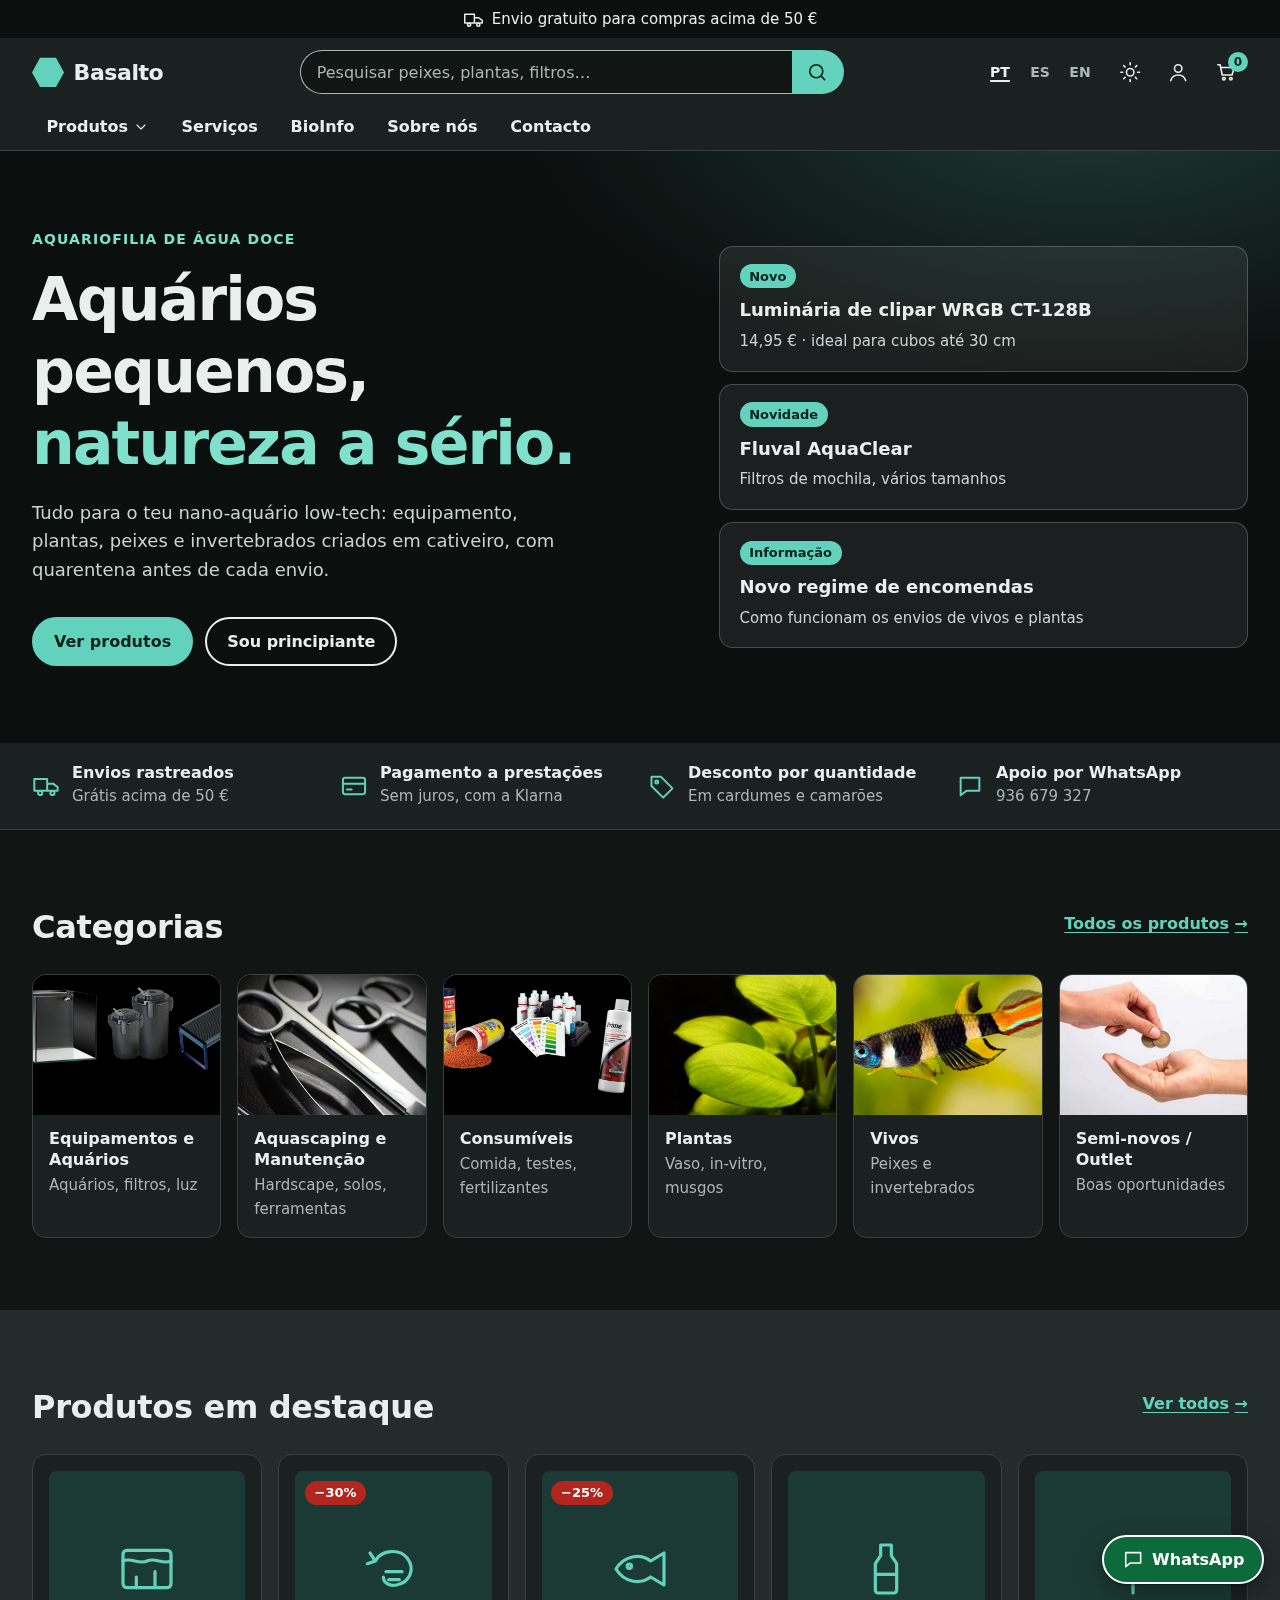 Envio gratuito para compras acima de 50 €
Basalto
Pesquisar peixes, plantas, filtros…
PT ES EN
0
Produtos Serviços BioInfo Sobre nós Contacto
AQUARIOFILIA DE ÁGUA DOCE
Aquários
pequenos,
natureza a sério.
Tudo para o teu nano-aquário low-tech: equipamento,
plantas, peixes e invertebrados criados em cativeiro, com
quarentena antes de cada envio.
Ver produtos
Sou principiante
Novo
Luminária de clipar WRGB CT-128B
14,95 € · ideal para cubos até 30 cm
Novidade
Fluval AquaClear
Filtros de mochila, vários tamanhos
Informação
Novo regime de encomendas
Como funcionam os envios de vivos e plantas
Envios rastreados
Grátis acima de 50 €
Pagamento a prestações
Sem juros, com a Klarna
Desconto por quantidade
Em cardumes e camarões
Apoio por WhatsApp
936 679 327
Categorias
Todos os produtos →
Prime
Equipamentos e
Aquários
Aquários, filtros, luz
Aquascaping e
Manutenção
Hardscape, solos,
ferramentas
Consumíveis
Comida, testes,
fertilizantes
Plantas
Vaso, in-vitro,
musgos
Vivos
Peixes e
invertebrados
Semi-novos /
Outlet
Boas oportunidades
Produtos em destaque
Ver todos →
−30%
−25%
WhatsApp